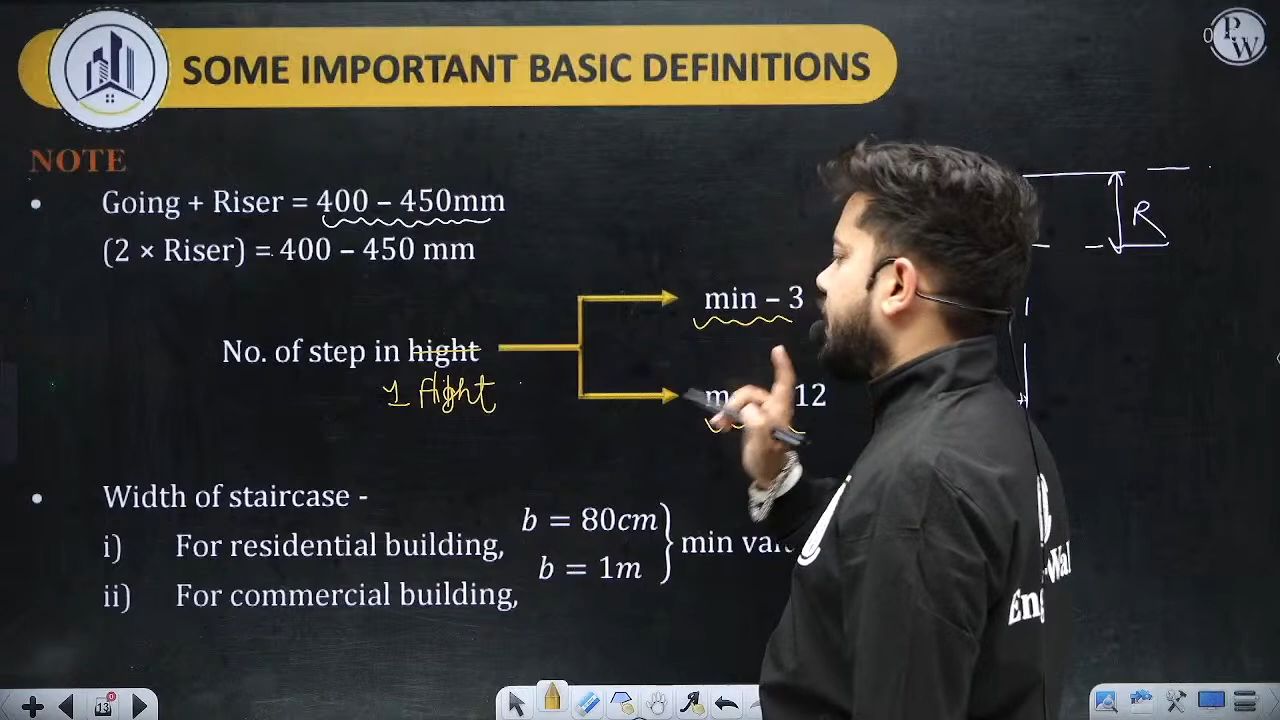 SOME IMPORTANT BASIC DEFINITIONS
PW
NOTE
• Going + Riser = 400 – 450mm
(2 × Riser) = 400 – 450 mm
R
min – 3
No. of step in hight
1 flight
12
• Width of staircase -
i) For residential building, b = 80cm
ii) For commercial building, b = 1m
min
13